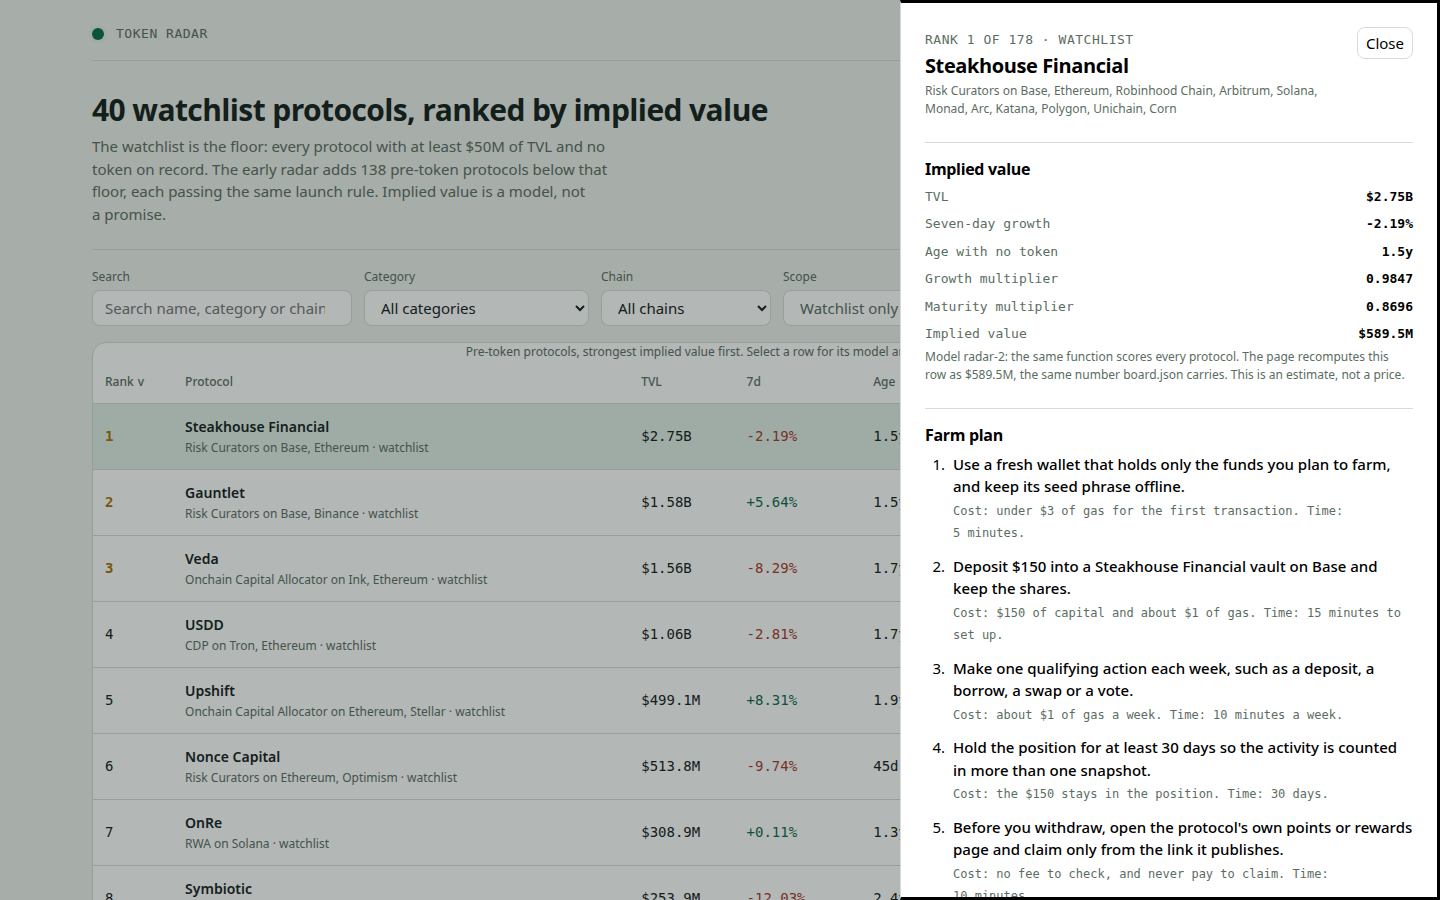 TOKEN RADAR
40 watchlist protocols, ranked by implied value
The watchlist is the floor: every protocol with at least $50M of TVL and no
token on record. The early radar adds 138 pre-token protocols below that
floor, each passing the same launch rule. Implied value is a model, not
a promise.
Search
Category
Chain
Scope
Search name, category or chain
All categories
All chains
Watchlist only
Pre-token protocols, strongest implied value first. Select a row for its model
Rank v
Protocol
TVL
7d
Age
1
Steakhouse Financial
Risk Curators on Base, Ethereum · watchlist
$2.75B
-2.19%
1.5
2
Gauntlet
Risk Curators on Base, Binance · watchlist
$1.58B
+5.64%
1.5
3
Veda
Onchain Capital Allocator on Ink, Ethereum · watchlist
$1.56B
-8.29%
1.7
4
USDD
CDP on Tron, Ethereum · watchlist
$1.06B
-2.81%
1.7
5
Upshift
Onchain Capital Allocator on Ethereum, Stellar · watchlist
$499.1M
+8.31%
1.9
6
Nonce Capital
Risk Curators on Ethereum, Optimism · watchlist
$513.8M
-9.74%
45d
7
OnRe
RWA on Solana · watchlist
$308.9M
+0.11%
1.3
8
Symbiotic
$253.9M
-12.03%
2.4
RANK 1 OF 178 · WATCHLIST
Close
Steakhouse Financial
Risk Curators on Base, Ethereum, Robinhood Chain, Arbitrum, Solana,
Monad, Arc, Katana, Polygon, Unichain, Corn
Implied value
TVL $2.75B
Seven-day growth -2.19%
Age with no token 1.5y
Growth multiplier 0.9847
Maturity multiplier 0.8696
Implied value $589.5M
Model radar-2: the same function scores every protocol. The page recomputes this
row as $589.5M, the same number board.json carries. This is an estimate, not a price.
Farm plan
1. Use a fresh wallet that holds only the funds you plan to farm,
and keep its seed phrase offline.
Cost: under $3 of gas for the first transaction. Time:
5 minutes.
2. Deposit $150 into a Steakhouse Financial vault on Base and
keep the shares.
Cost: $150 of capital and about $1 of gas. Time: 15 minutes to
set up.
3. Make one qualifying action each week, such as a deposit, a
borrow, a swap or a vote.
Cost: about $1 of gas a week. Time: 10 minutes a week.
4. Hold the position for at least 30 days so the activity is counted
in more than one snapshot.
Cost: the $150 stays in the position. Time: 30 days.
5. Before you withdraw, open the protocol's own points or rewards
page and claim only from the link it publishes.
Cost: no fee to check, and never pay to claim. Time:
10 minutes.